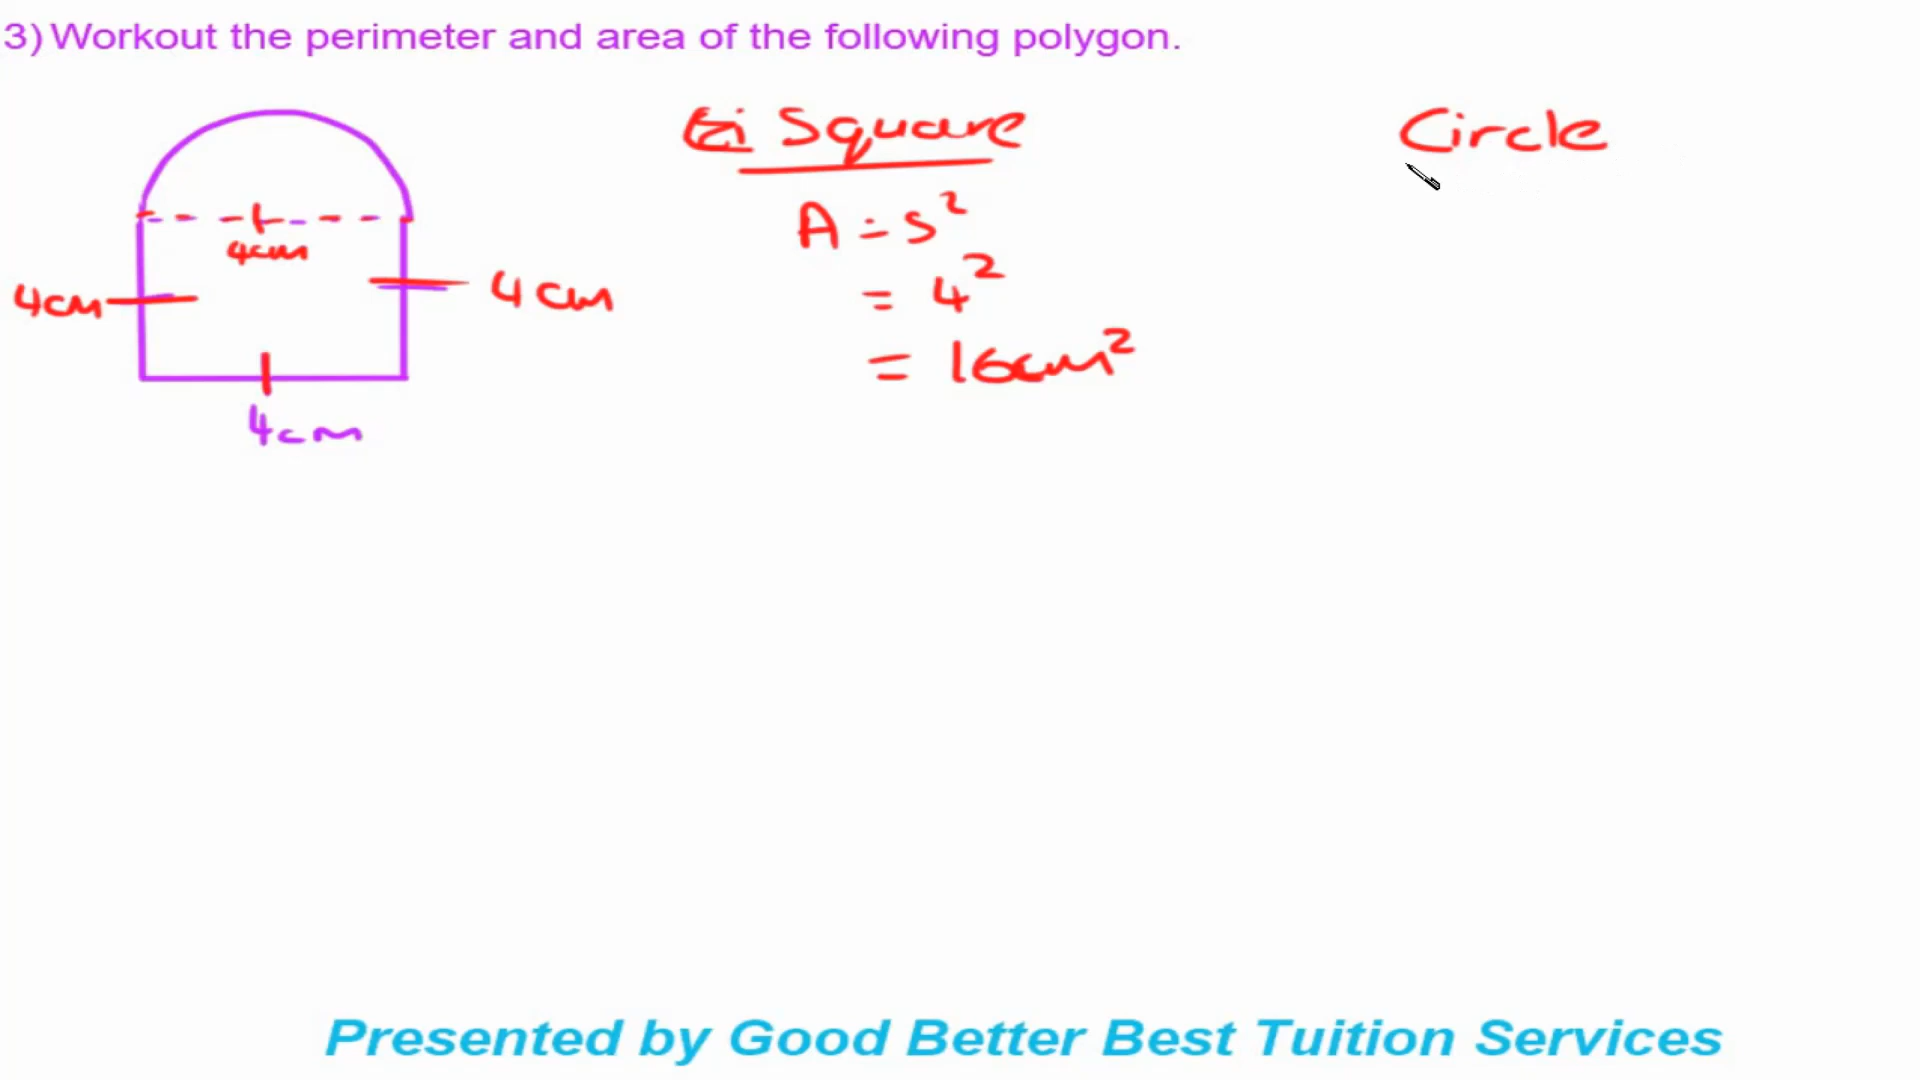 3) Workout the perimeter and area of the following polygon.
Square
Circle
A = s²
4cm
4cm
4cm
= 4²
= 16cm²
4cm
Presented by Good Better Best Tuition Services